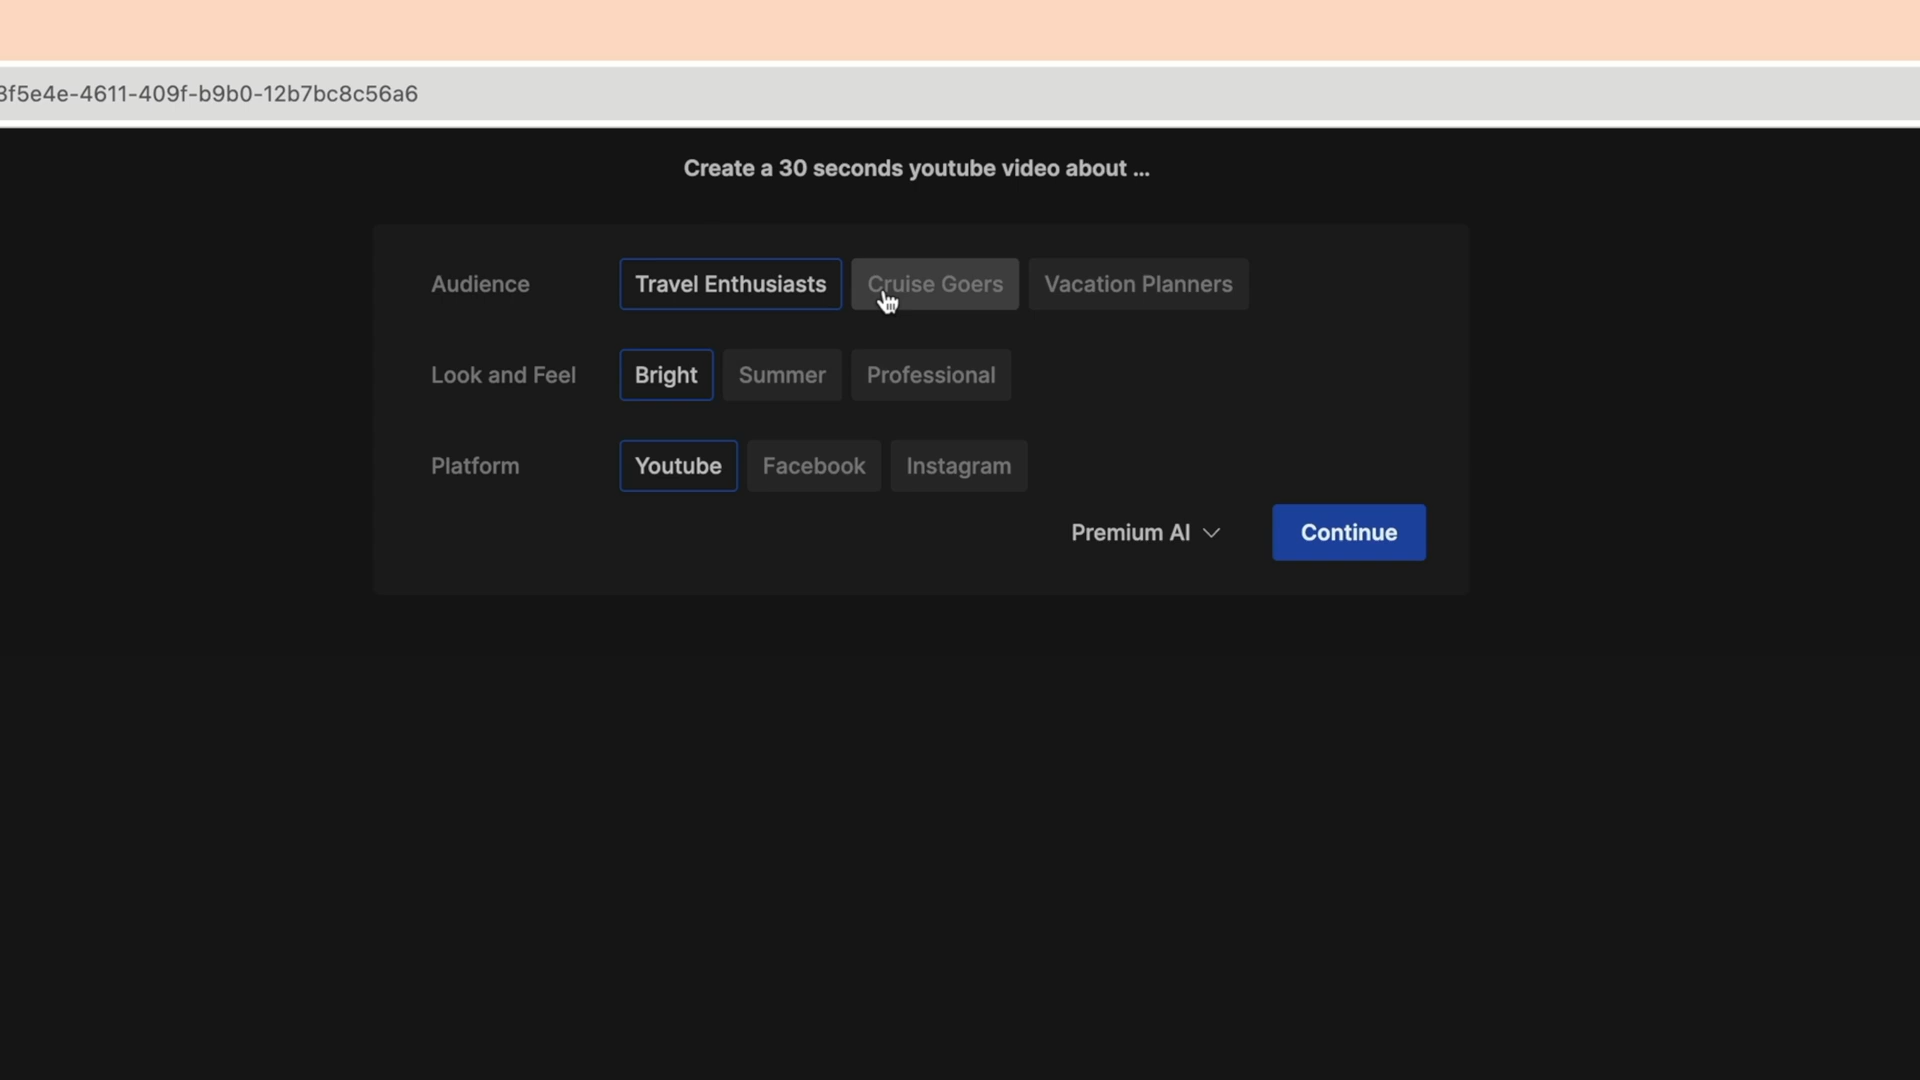 8f5e4e-4611-409f-b9b0-12b7bc8c56a6
Create a 30 seconds youtube video about ...
Audience Travel Enthusiasts Cruise Goers Vacation Planners
Look and Feel Bright Summer Professional
Platform Youtube Facebook Instagram
Premium AI Continue